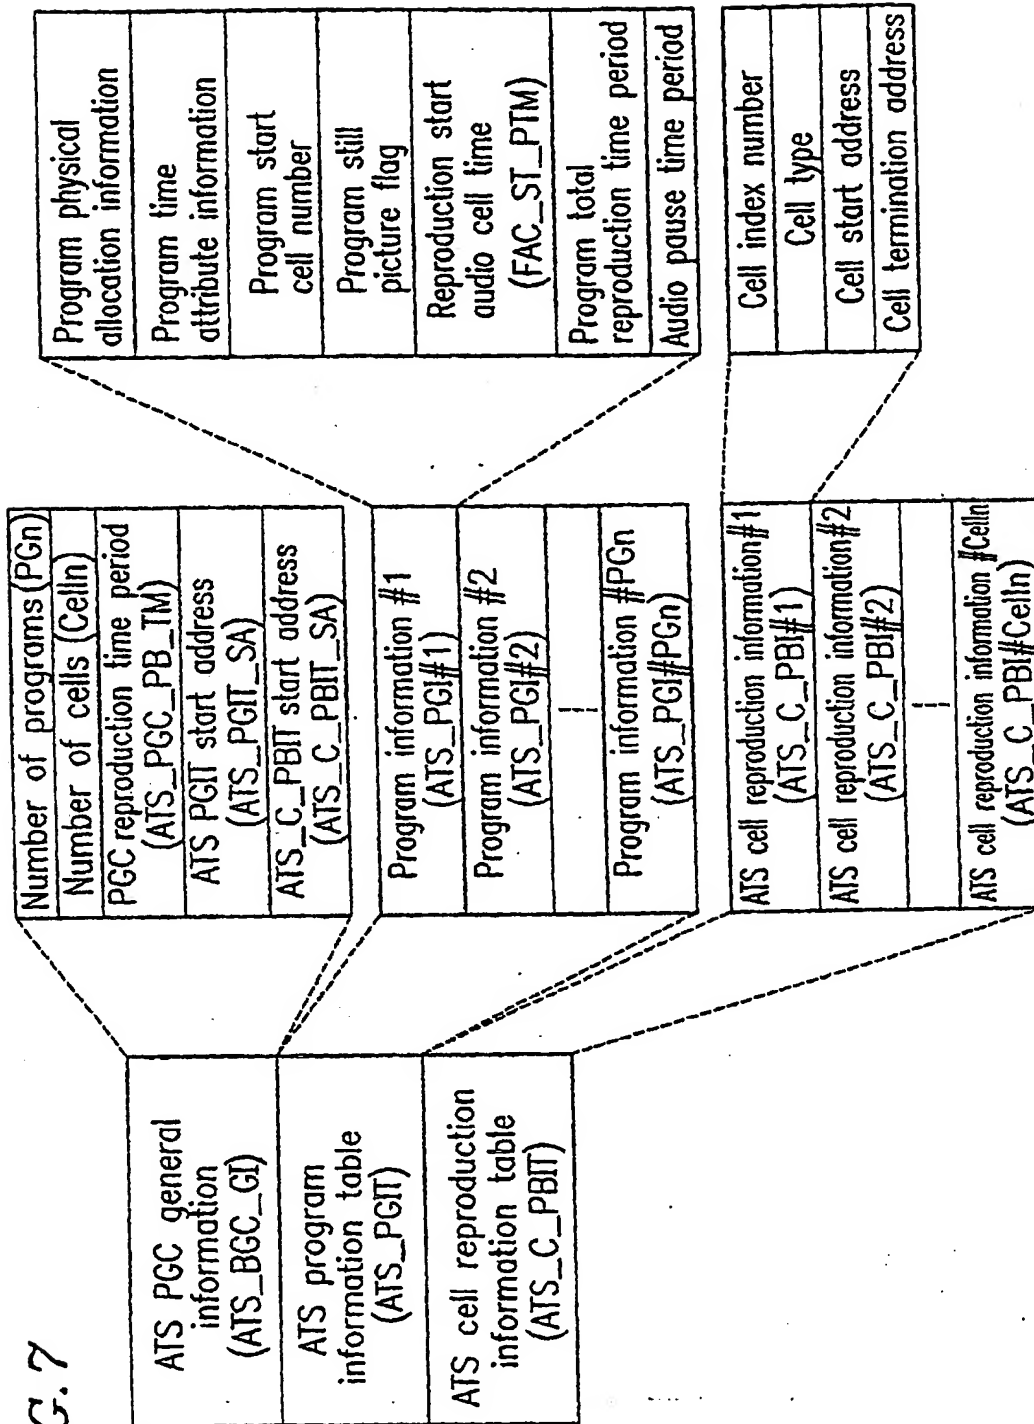 G.7
ATS PGC general
information
(ATS_BGC_GI)
ATS program
information table
(ATS_PGIT)
ATS cell reproduction
information table
(ATS_C_PBIT)
Number of programs (PGn)
Number of cells (Celln)
PGC reproduction time period
(ATS_PGC_PB_TM)
ATS PGIT start address
(ATS_PGIT_SA)
ATS_C_PBIT start address
(ATS_C_PBIT_SA)
Program information #1
(ATS_PGI#1)
Program information #2
(ATS_PGI#2)
Program information #PGn
(ATS_PGI#PGn)
ATS cell reproduction information#1
(ATS_C_PBI#1)
ATS cell reproduction information#2
(ATS_C_PBI#2)
ATS cell reproduction information #Celln
(ATS_C_PBI#Celln)
Program physical
allocation information
Program time
attribute information
Program start
cell number
Program still
picture flag
Reproduction start
audio cell time
(FAC_ST_PTM)
Program total
reproduction time period
Audio pause time period
Cell index number
Cell type
Cell start address
Cell termination address